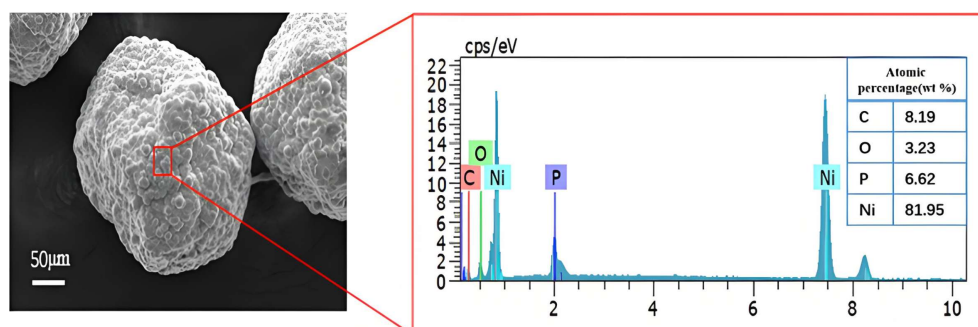 50μm
cps/eV
22
20
18
16
14
12
10
8
6
4
2
0
C
O
Ni
P
Ni
2
4
6
8
10
Atomic
percentage(wt %)
C 8.19
O 3.23
P 6.62
Ni 81.95